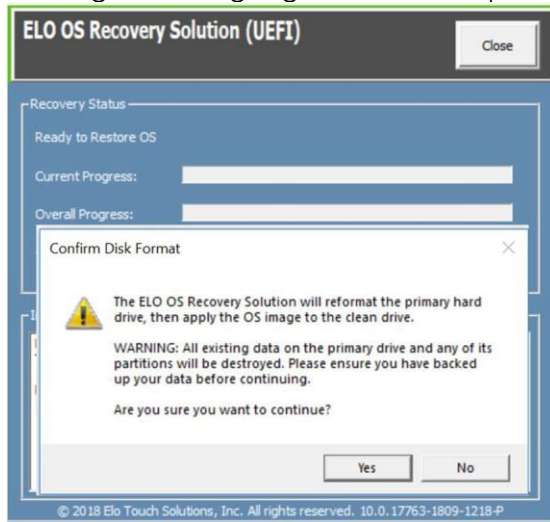 ELO OS Recovery Solution (UEFI)
Close
Recovery Status
Ready to Restore OS
Current Progress:
Overall Progress:
Confirm Disk Format
The ELO OS Recovery Solution will reformat the primary hard
drive, then apply the OS image to the clean drive.
WARNING: All existing data on the primary drive and any of its
partitions will be destroyed. Please ensure you have backed
up your data before continuing.
Are you sure you want to continue?
Yes
No
© 2018 Elo Touch Solutions, Inc. All rights reserved. 10.0.17763-1809-1218-P